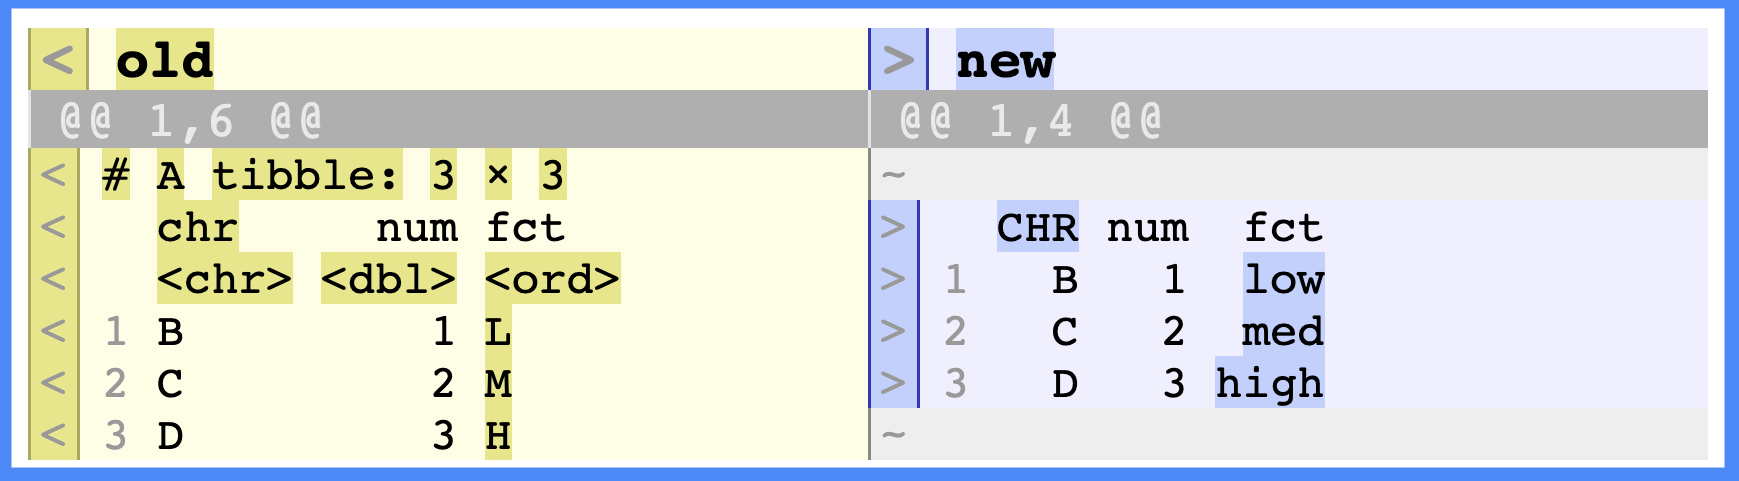 < old
@@ 1,6 @@
< # A tibble: 3 × 3
<   chr     num fct
<   <chr> <dbl> <ord>
< 1 B         1 L
< 2 C         2 M
< 3 D         3 H
> new
@@ 1,4 @@
~
>   CHR num  fct
> 1   B   1  low
> 2   C   2  med
> 3   D   3 high
~